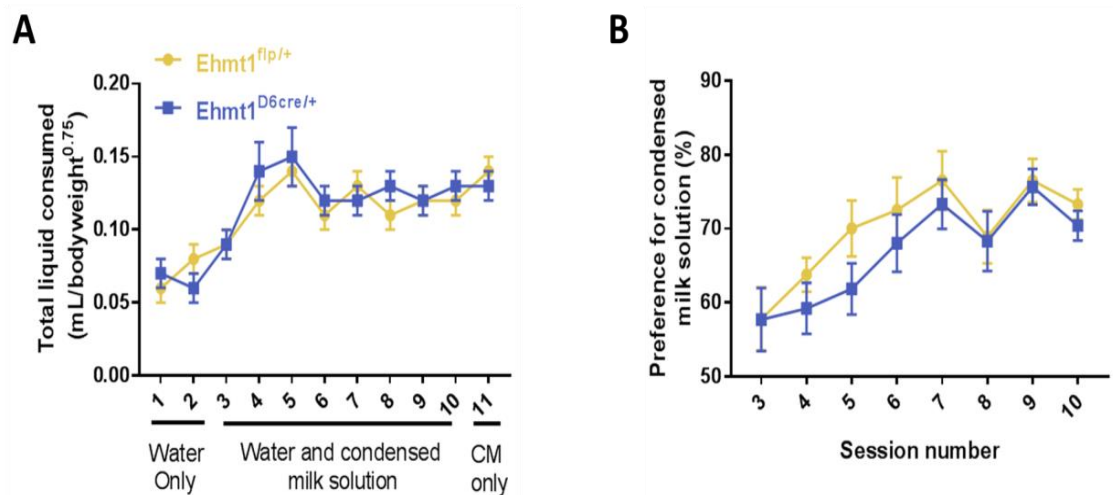 A
Ehmt1flp/+
Ehmt1D6cre/+
Total liquid consumed
(mL/bodyweight0.75)
0.20
0.15
0.10
0.05
0.00
1 2 3 4 5 6 7 8 9 10 11
Water
Only
Water and condensed
milk solution
CM
only
B
Preference for condensed
milk solution (%)
90
80
70
60
50
3 4 5 6 7 8 9 10
Session number